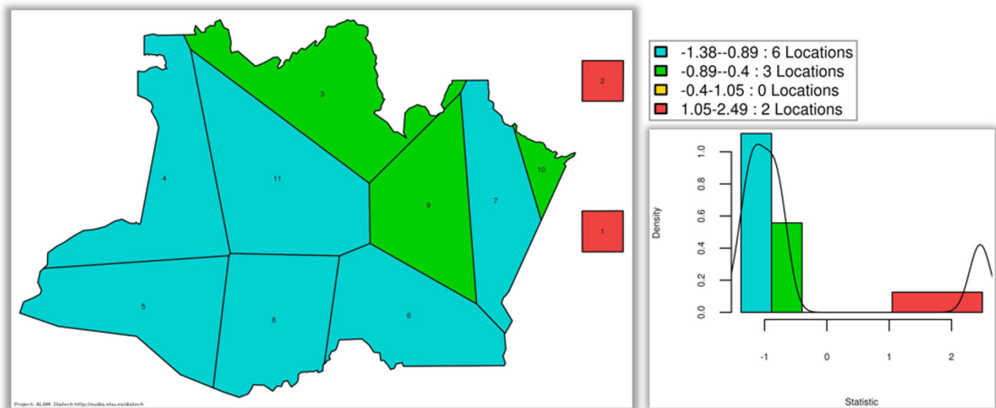 2
3
10
4
11
7
9
1
5
8
6
Project: ALAMI. Diatech-http://eudia.ehu.es/diatech
-1.38--0.89 : 6 Locations
-0.89--0.4 : 3 Locations
-0.4-1.05 : 0 Locations
1.05-2.49 : 2 Locations
Density
1.0
0.8
0.6
0.4
0.2
0.0
-1 0 1 2
Statistic